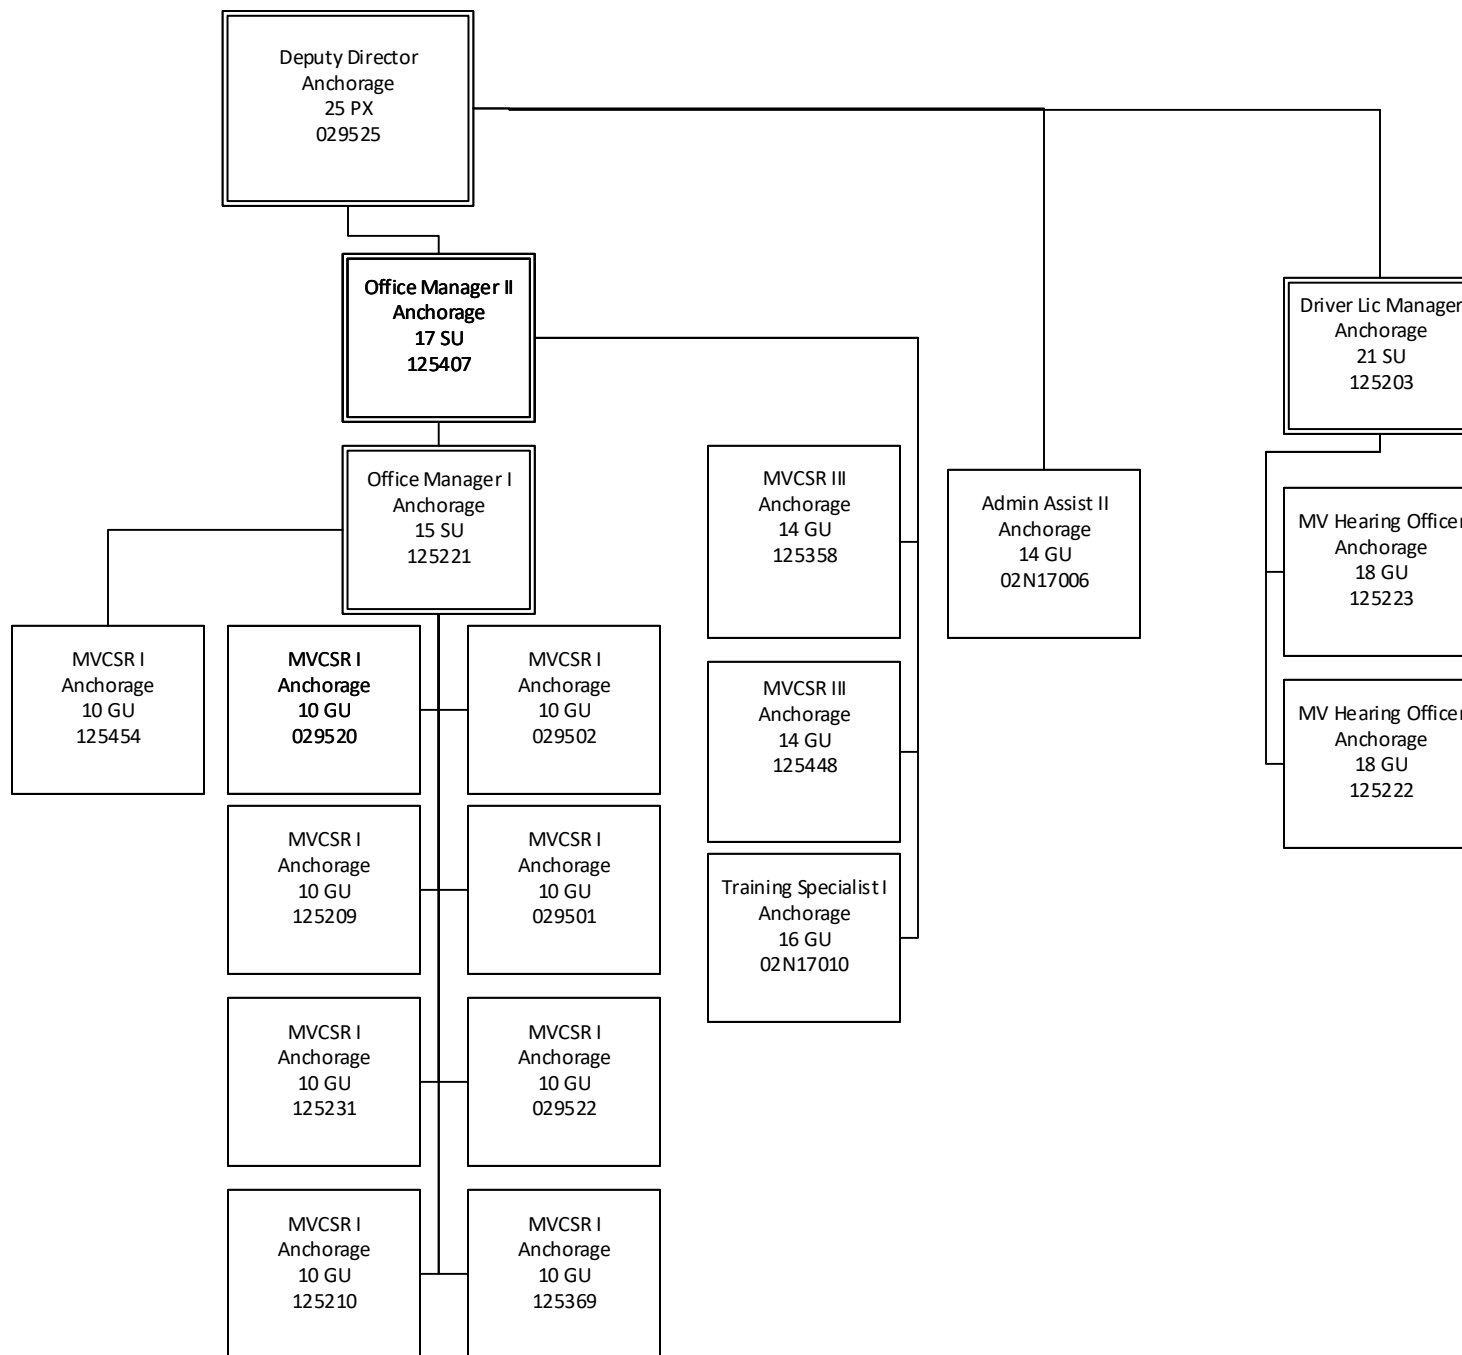 Deputy Director
Anchorage
25 PX
029525
Office Manager II
Anchorage
17 SU
125407
Driver Lic Manager
Anchorage
21 SU
125203
Office Manager I
Anchorage
15 SU
125221
MVCSR III
Anchorage
14 GU
125358
Admin Assist II
Anchorage
14 GU
02N17006
MV Hearing Officer
Anchorage
18 GU
125223
MVCSR I
Anchorage
10 GU
125454
MVCSR I
Anchorage
10 GU
029520
MVCSR I
Anchorage
10 GU
029502
MVCSR III
Anchorage
14 GU
125448
MV Hearing Officer
Anchorage
18 GU
125222
MVCSR I
Anchorage
10 GU
125209
MVCSR I
Anchorage
10 GU
029501
Training Specialist I
Anchorage
16 GU
02N17010
MVCSR I
Anchorage
10 GU
125231
MVCSR I
Anchorage
10 GU
029522
MVCSR I
Anchorage
10 GU
125210
MVCSR I
Anchorage
10 GU
125369